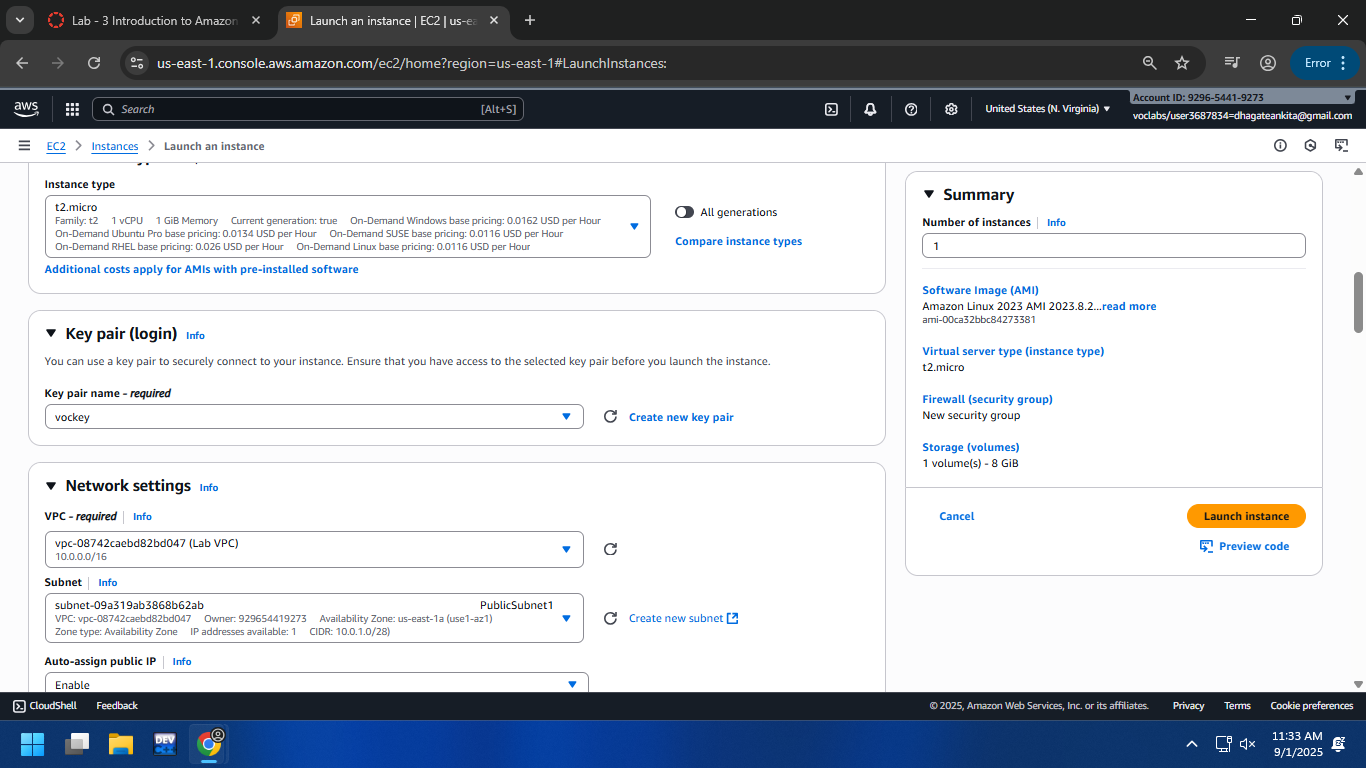 Lab - 3 Introduction to Amazon
Launch an instance | EC2 | us-ea
us-east-1.console.aws.amazon.com/ec2/home?region=us-east-1#LaunchInstances:
Error
aws
Search
[Alt+S]
United States (N. Virginia)
Account ID: 9296-5441-9273
voclabs/user3687834=dhagateankita@gmail.com
EC2
Instances
Launch an instance
Instance type
t2.micro
Family: t2 1 vCPU 1 GiB Memory Current generation: true On-Demand Windows base pricing: 0.0162 USD per Hour
On-Demand Ubuntu Pro base pricing: 0.0134 USD per Hour On-Demand SUSE base pricing: 0.0116 USD per Hour
On-Demand RHEL base pricing: 0.026 USD per Hour On-Demand Linux base pricing: 0.0116 USD per Hour
All generations
Compare instance types
Additional costs apply for AMIs with pre-installed software
Key pair (login) Info
You can use a key pair to securely connect to your instance. Ensure that you have access to the selected key pair before you launch the instance.
Key pair name - required
vockey
Create new key pair
Network settings Info
VPC - required Info
vpc-08742caebd82bd047 (Lab VPC)
10.0.0.0/16
Subnet Info
subnet-09a319ab3868b62ab PublicSubnet1
VPC: vpc-08742caebd82bd047 Owner: 929654419273 Availability Zone: us-east-1a (use1-az1)
Zone type: Availability Zone IP addresses available: 1 CIDR: 10.0.1.0/28)
Create new subnet
Auto-assign public IP Info
Enable
Summary
Number of instances Info
1
Software Image (AMI)
Amazon Linux 2023 AMI 2023.8.2...read more
ami-00ca32bbc84273381
Virtual server type (instance type)
t2.micro
Firewall (security group)
New security group
Storage (volumes)
1 volume(s) - 8 GiB
Cancel
Launch instance
Preview code
CloudShell
Feedback
© 2025, Amazon Web Services, Inc. or its affiliates.
Privacy
Terms
Cookie preferences
DEV
11:33 AM
9/1/2025